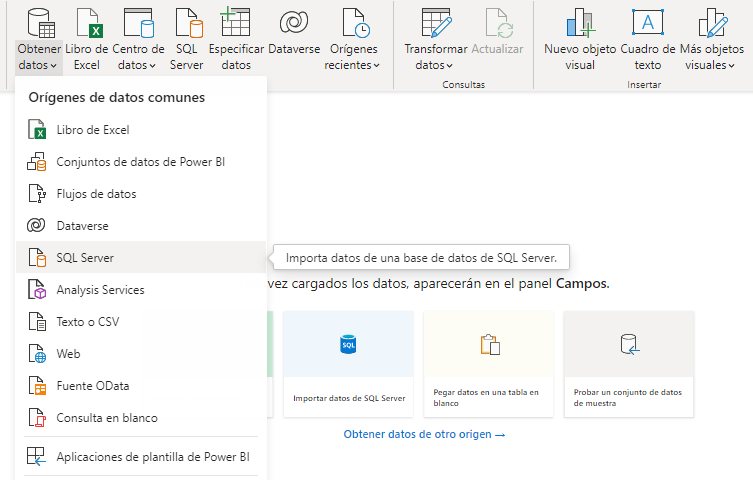 Obtener datos
Libro de Excel
Centro de datos
SQL Server
Especificar datos
Dataverse
Orígenes recientes
Transformar datos
Actualizar
Nuevo objeto visual
Cuadro de texto
Más objetos visuales
Consultas
Insertar
Orígenes de datos comunes
Libro de Excel
Conjuntos de datos de Power BI
Flujos de datos
Dataverse
SQL Server
Importa datos de una base de datos de SQL Server.
Analysis Services
Texto o CSV
Web
Fuente OData
Consulta en blanco
Aplicaciones de plantilla de Power BI
vez cargados los datos, aparecerán en el panel Campos.
SQL
Importar datos de SQL Server
Pegar datos en una tabla en
blanco
Probar un conjunto de datos
de muestra
Obtener datos de otro origen →